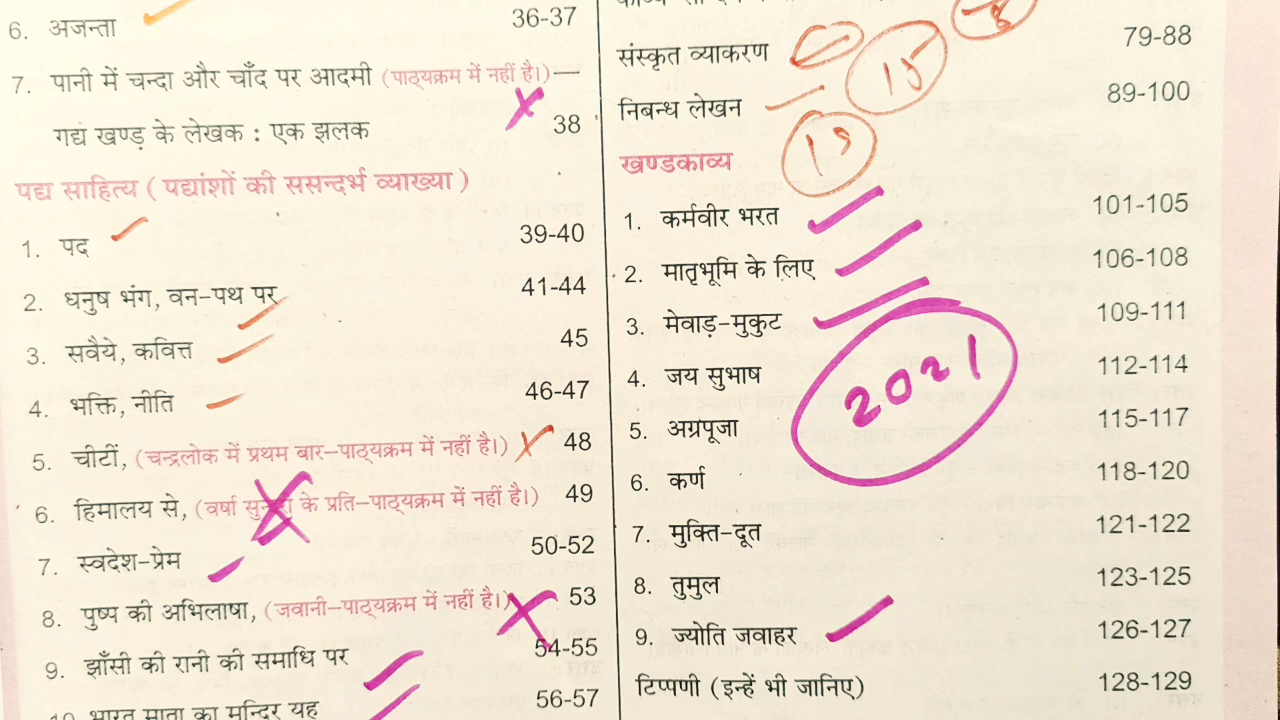 6. अजन्ता 36-37
7. पानी में चन्दा और चाँद पर आदमी (पाठ्यक्रम में नहीं है।)—
गद्य खण्ड के लेखक : एक झलक 38
पद्य साहित्य ( पद्यांशों की ससन्दर्भ व्याख्या )
1. पद 39-40
2. धनुष भंग, वन-पथ पर 41-44
3. सवैये, कवित्त 45
4. भक्ति, नीति 46-47
5. चीटीं, (चन्द्रलोक में प्रथम बार-पाठ्यक्रम में नहीं है।) 48
6. हिमालय से, (वर्षा सुन्दरी के प्रति-पाठ्यक्रम में नहीं है।) 49
7. स्वदेश-प्रेम 50-52
8. पुष्प की अभिलाषा, (जवानी-पाठ्यक्रम में नहीं है।) 53
9. झाँसी की रानी की समाधि पर 54-55
10. भारत माता का मन्दिर यह 56-57
संस्कृत व्याकरण 79-88
15
निबन्ध लेखन 89-100
खण्डकाव्य
1. कर्मवीर भरत 101-105
2. मातृभूमि के लिए 106-108
3. मेवाड़-मुकुट 109-111
4. जय सुभाष 112-114
2021
5. अग्रपूजा 115-117
6. कर्ण 118-120
7. मुक्ति-दूत 121-122
8. तुमुल 123-125
9. ज्योति जवाहर 126-127
टिप्पणी (इन्हें भी जानिए) 128-129